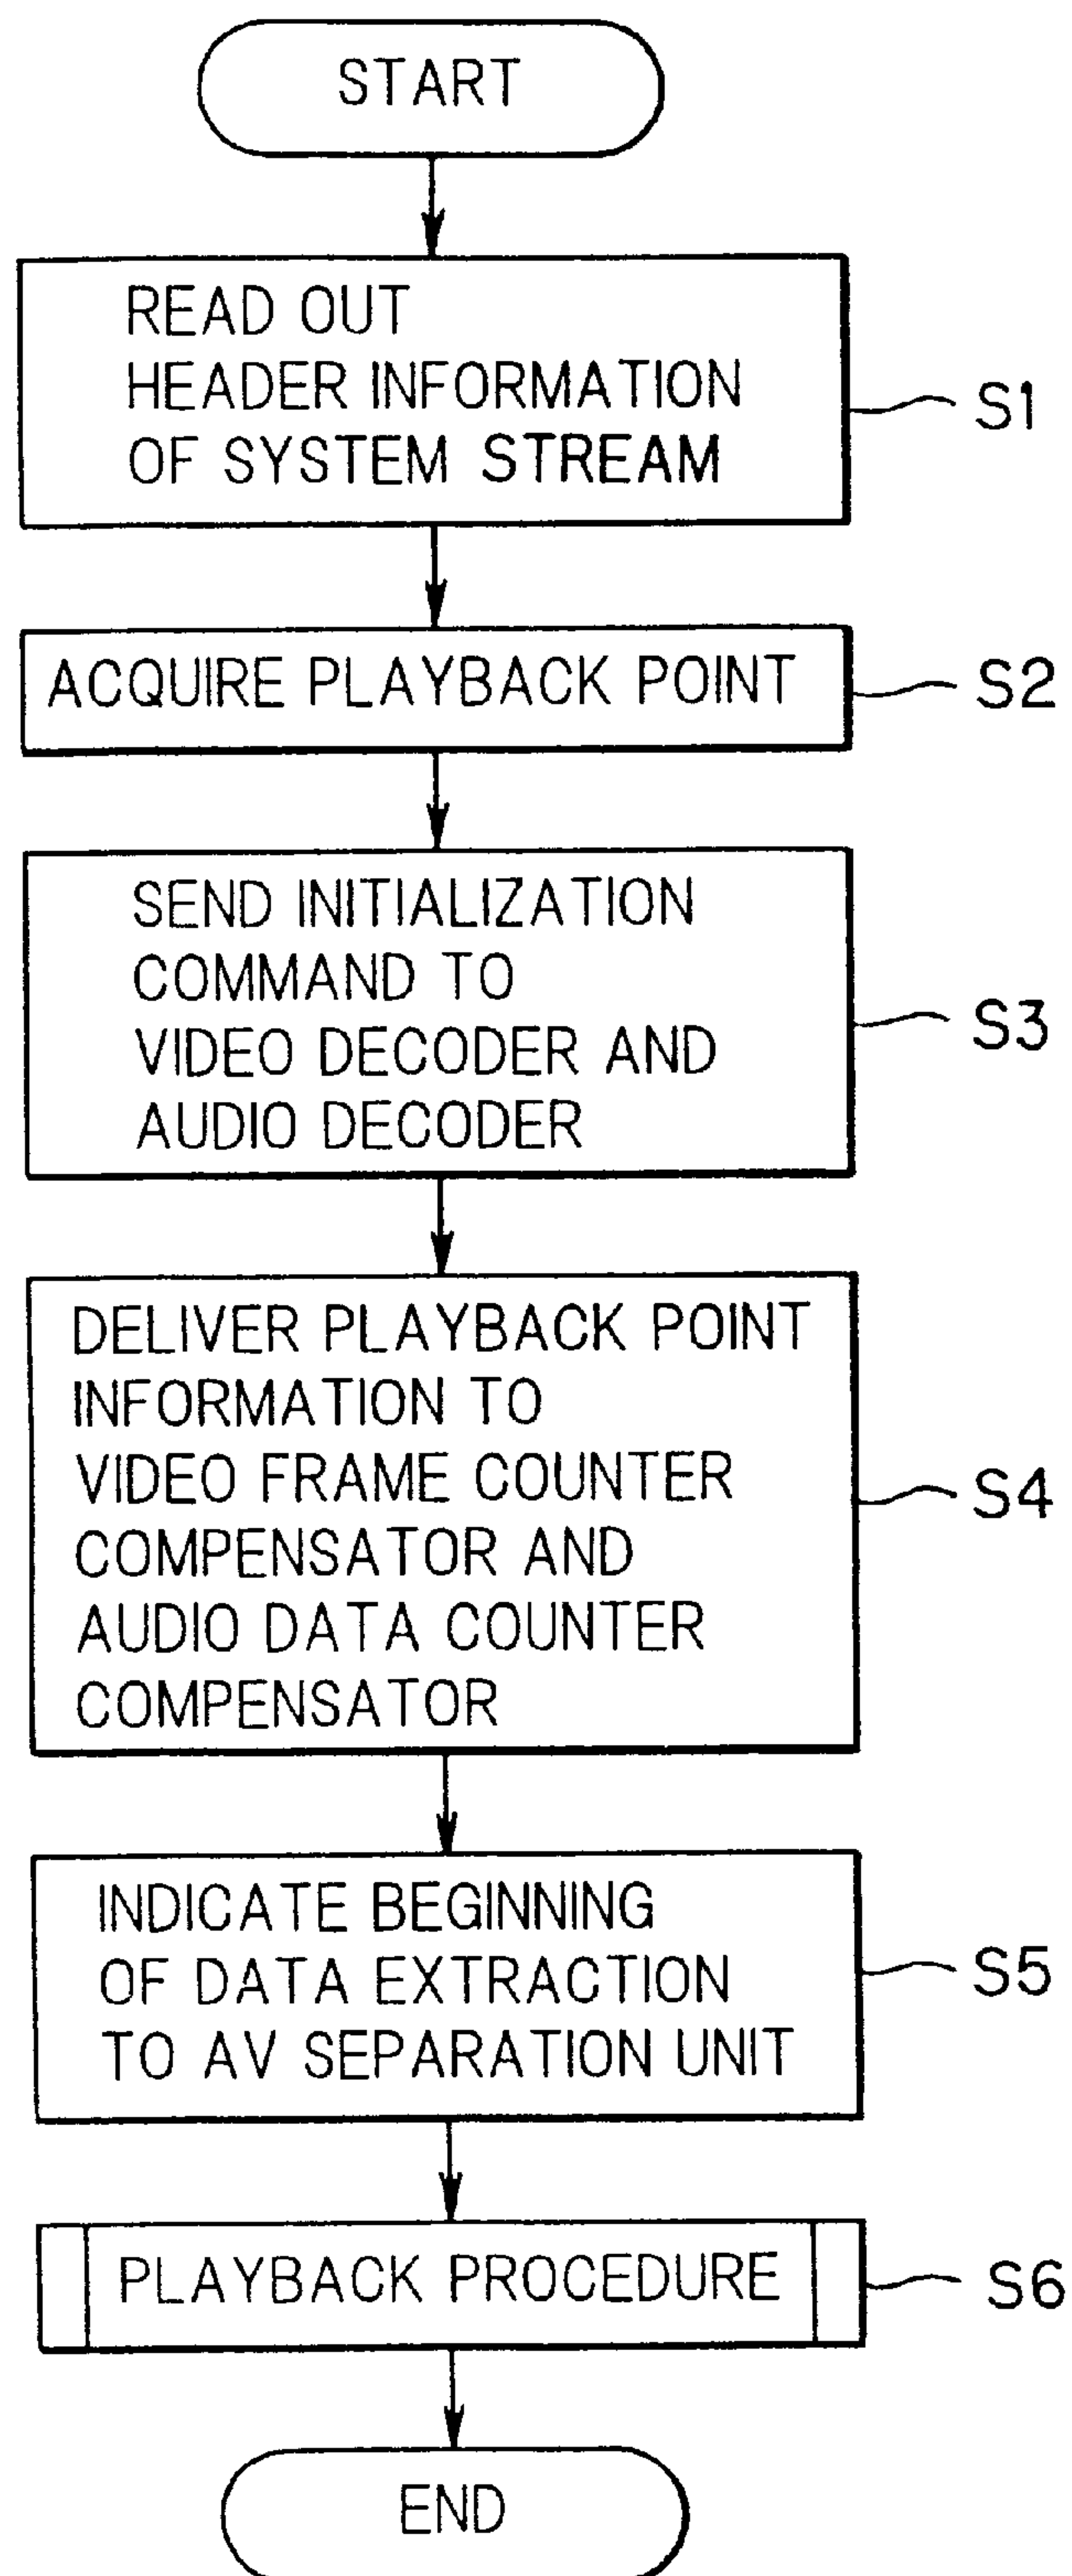 START
READ OUT
HEADER INFORMATION
OF SYSTEM STREAM
S1
ACQUIRE PLAYBACK POINT
S2
SEND INITIALIZATION
COMMAND TO
VIDEO DECODER AND
AUDIO DECODER
S3
DELIVER PLAYBACK POINT
INFORMATION TO
VIDEO FRAME COUNTER
COMPENSATOR AND
AUDIO DATA COUNTER
COMPENSATOR
S4
INDICATE BEGINNING
OF DATA EXTRACTION
TO AV SEPARATION UNIT
S5
PLAYBACK PROCEDURE
S6
END